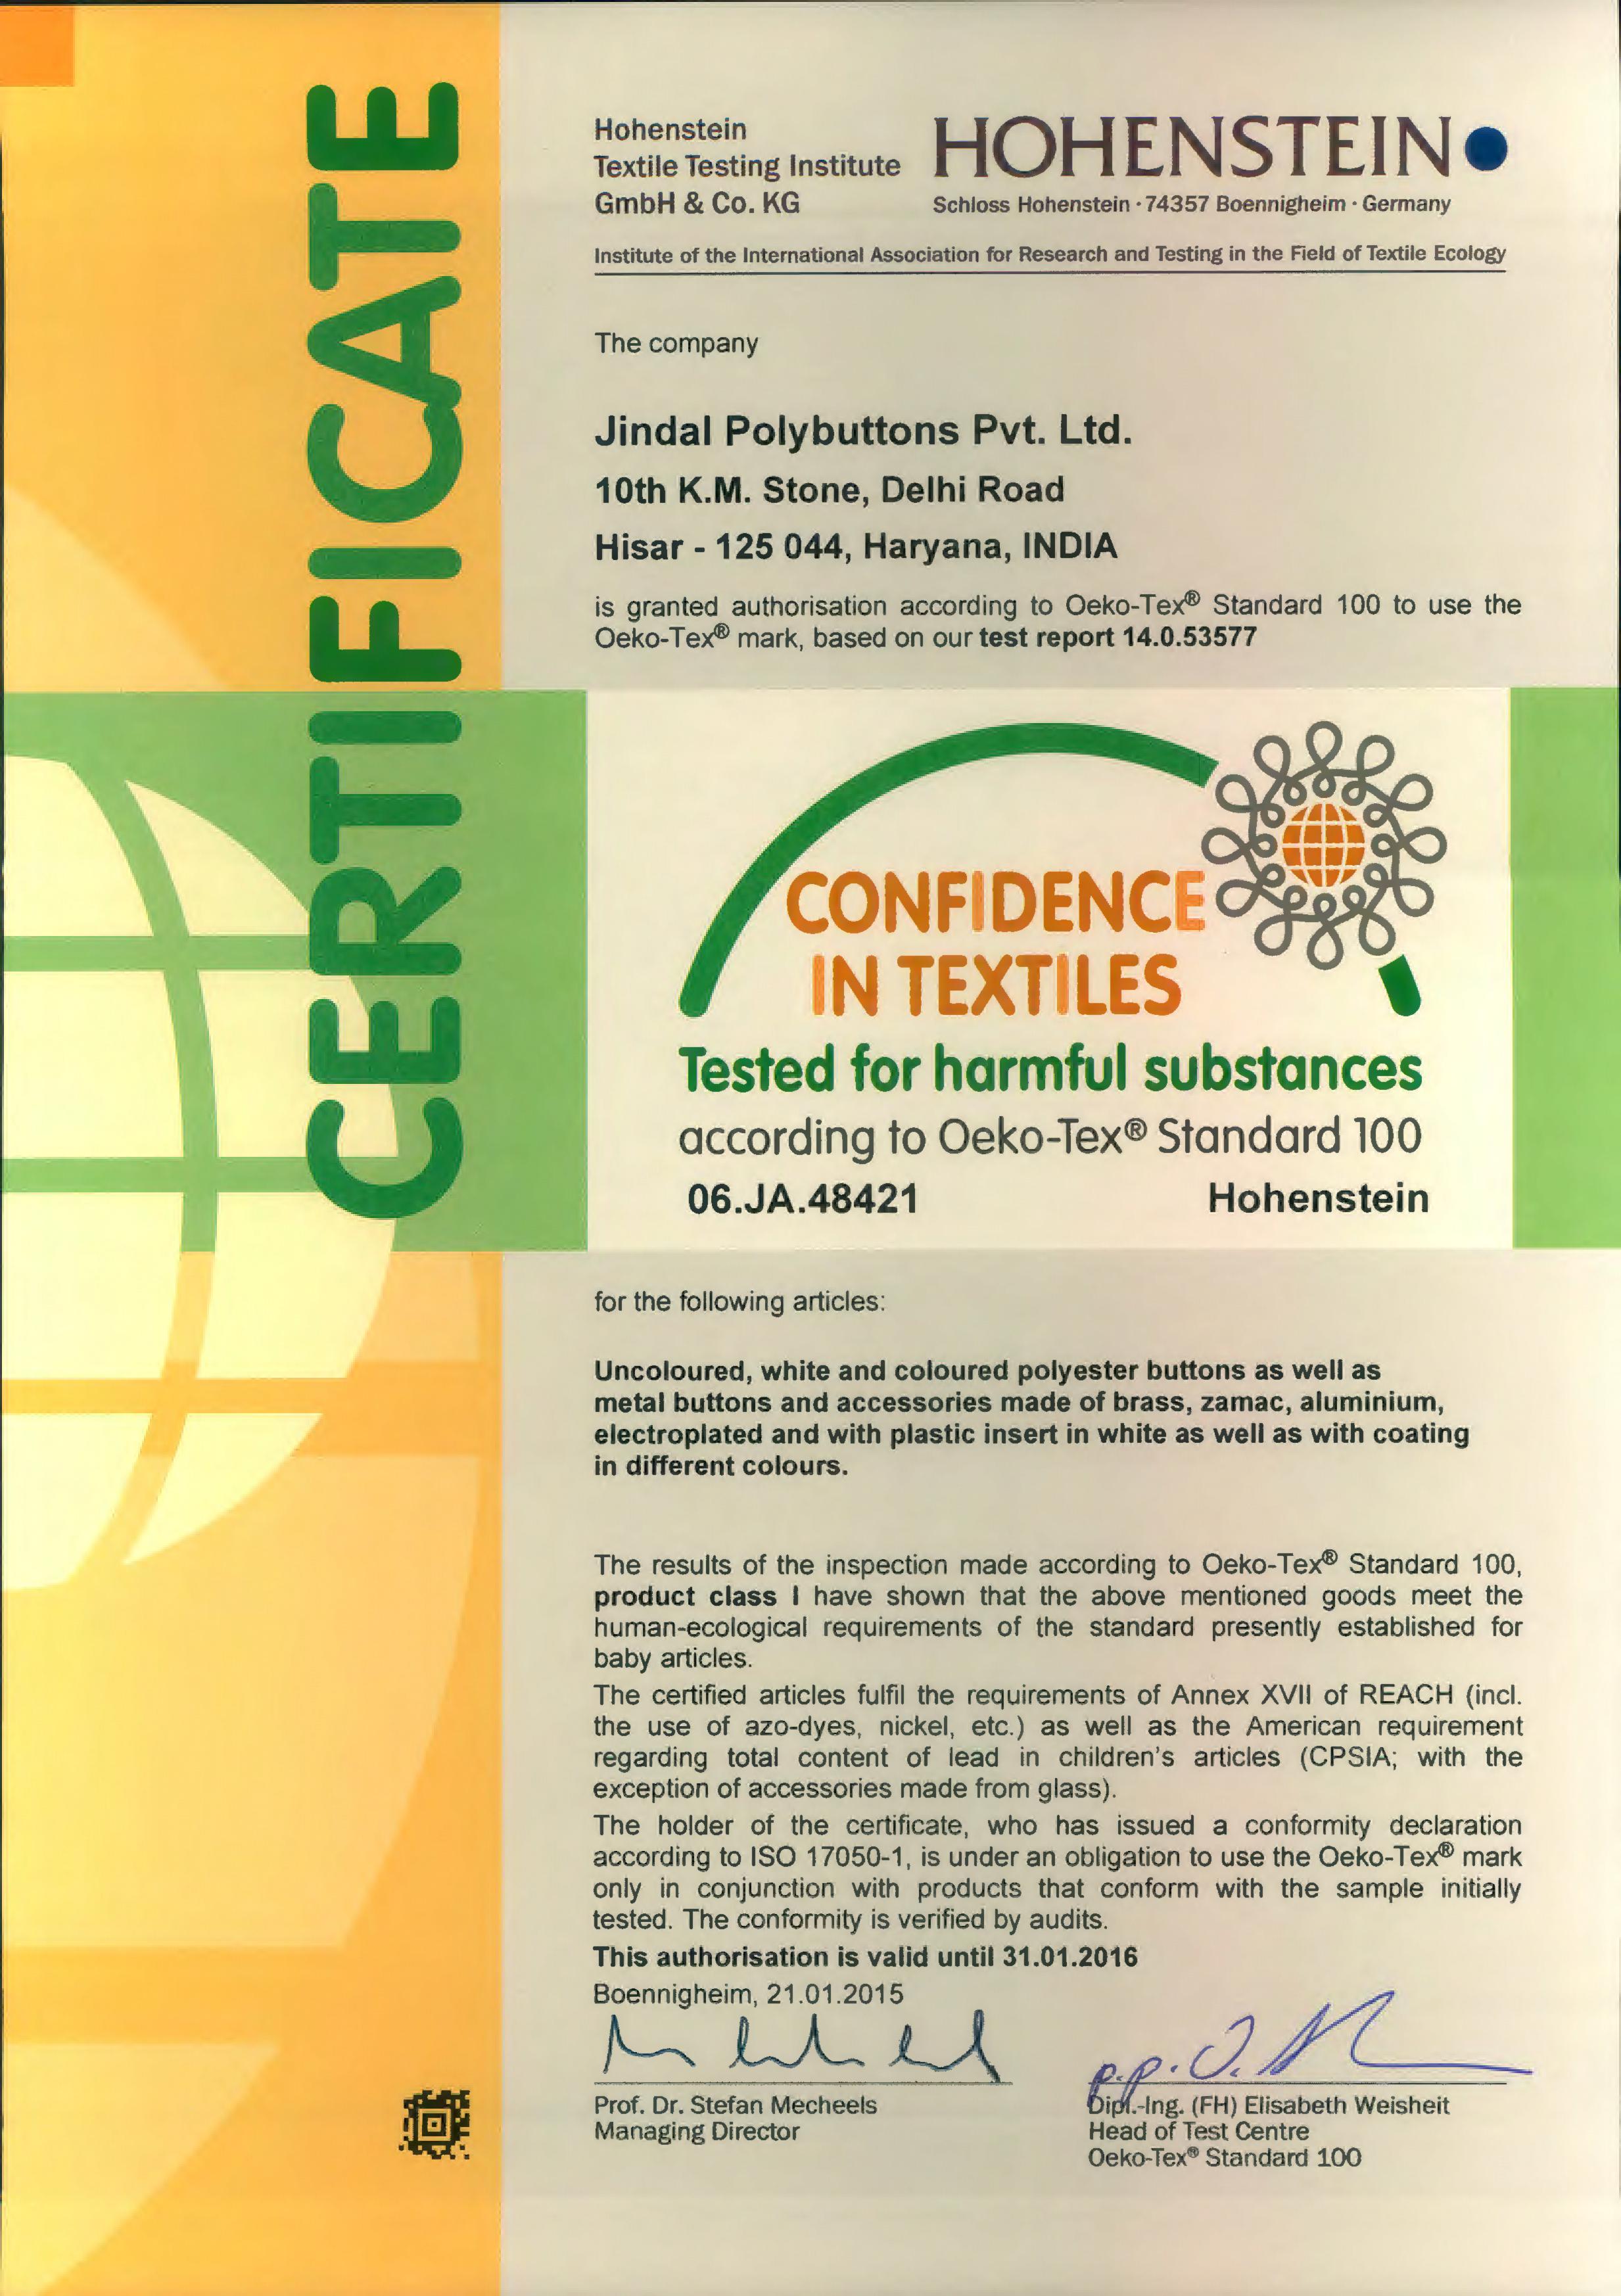 CERTIFICATE
Hohenstein
Textile Testing Institute
GmbH & Co. KG
HOHENSTEIN
Schloss Hohenstein · 74357 Boennigheim · Germany
Institute of the International Association for Research and Testing in the Field of Textile Ecology
The company
Jindal Polybuttons Pvt. Ltd.
10th K.M. Stone, Delhi Road
Hisar - 125 044, Haryana, INDIA
is granted authorisation according to Oeko-Tex® Standard 100 to use the
Oeko-Tex® mark, based on our test report 14.0.53577
CONFIDENCE
IN TEXTILES
Tested for harmful substances
according to Oeko-Tex® Standard 100
06.JA.48421 Hohenstein
for the following articles:
Uncoloured, white and coloured polyester buttons as well as
metal buttons and accessories made of brass, zamac, aluminium,
electroplated and with plastic insert in white as well as with coating
in different colours.
The results of the inspection made according to Oeko-Tex® Standard 100,
product class I have shown that the above mentioned goods meet the
human-ecological requirements of the standard presently established for
baby articles.
The certified articles fulfil the requirements of Annex XVII of REACH (incl.
the use of azo-dyes, nickel, etc.) as well as the American requirement
regarding total content of lead in children's articles (CPSIA; with the
exception of accessories made from glass).
The holder of the certificate, who has issued a conformity declaration
according to ISO 17050-1, is under an obligation to use the Oeko-Tex® mark
only in conjunction with products that conform with the sample initially
tested. The conformity is verified by audits.
This authorisation is valid until 31.01.2016
Boennigheim, 21.01.2015
p.p.
Prof. Dr. Stefan Mecheels
Managing Director
Dipl.-Ing. (FH) Elisabeth Weisheit
Head of Test Centre
Oeko-Tex® Standard 100